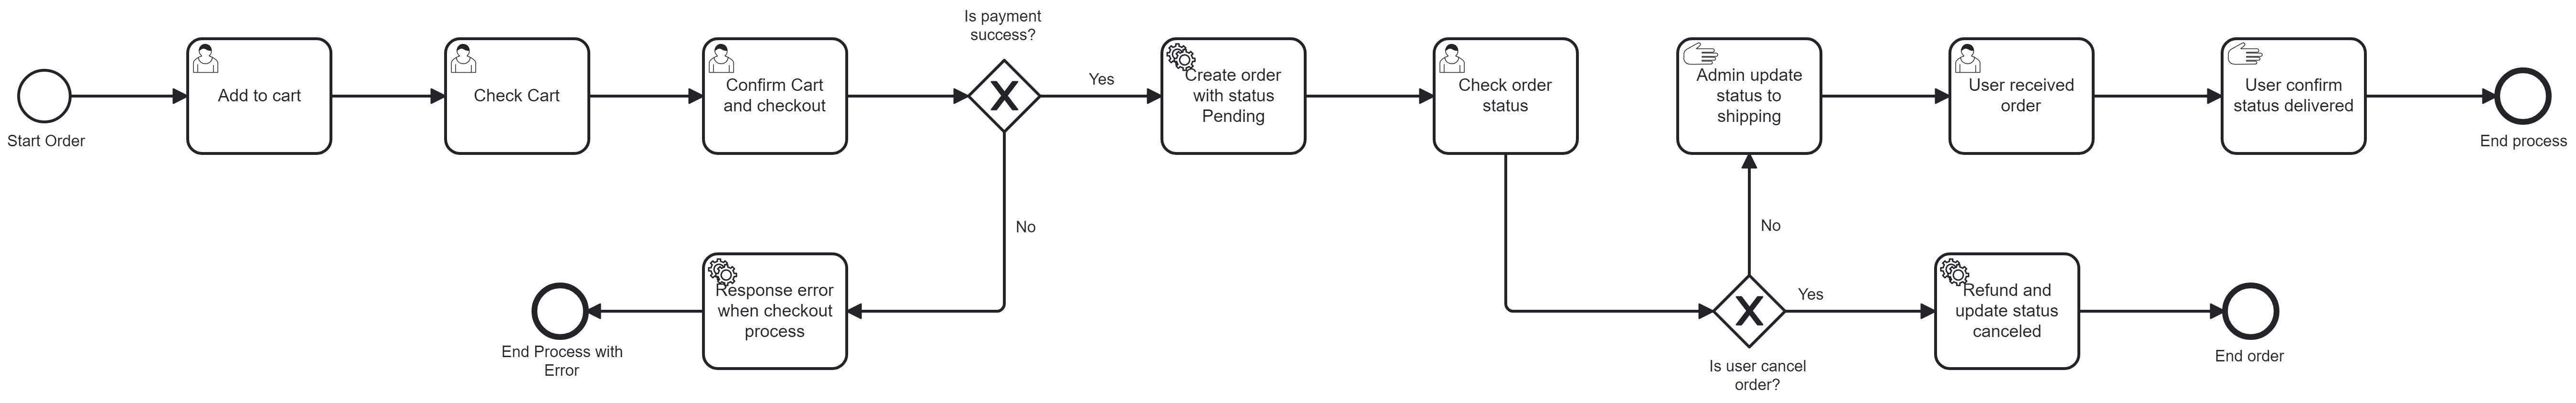 Is payment
success?
Start Order
Add to cart
Check Cart
Confirm Cart
and checkout
Yes
Create order
with status
Pending
Check order
status
Admin update
status to
shipping
User received
order
User confirm
status delivered
End process
No
Response error
when checkout
process
End Process with
Error
No
Is user cancel
order?
Yes
Refund and
update status
canceled
End order